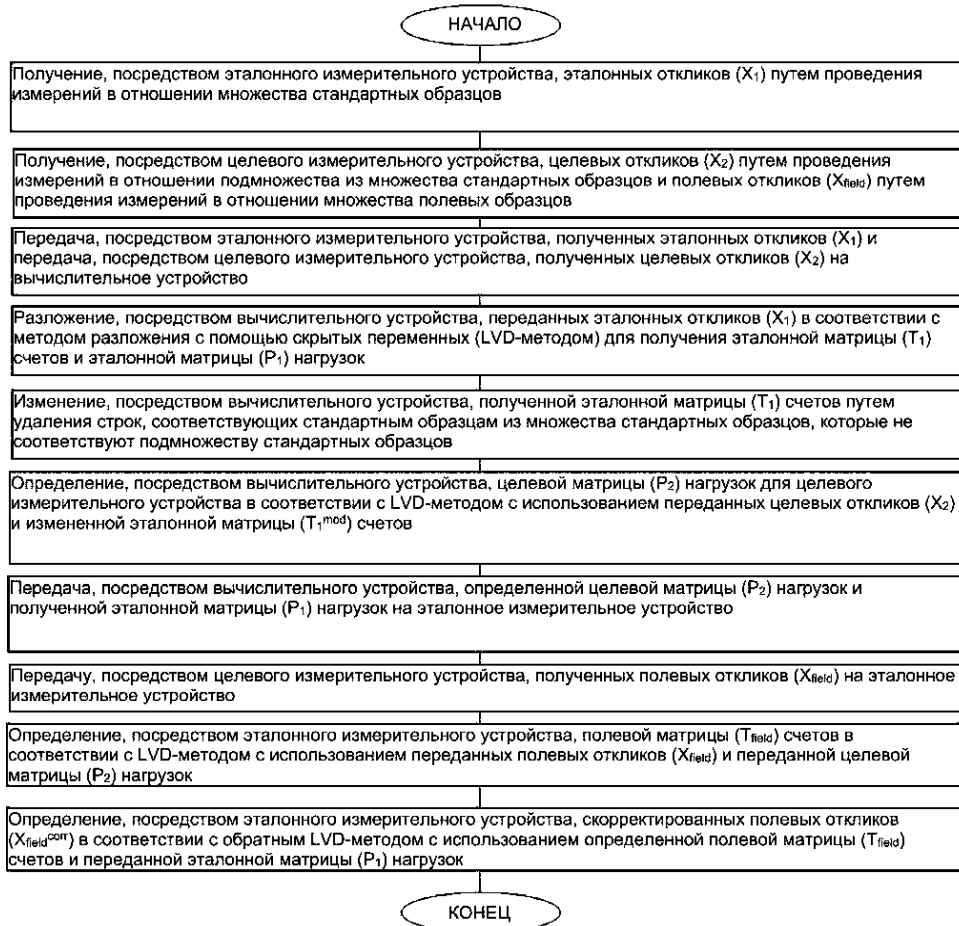 НАЧАЛО
Получение, посредством эталонного измерительного устройства, эталонных откликов (X₁) путем проведения
измерений в отношении множества стандартных образцов
Получение, посредством целевого измерительного устройства, целевых откликов (X₂) путем проведения
измерений в отношении подмножества из множества стандартных образцов и полевых откликов (Xfield) путем
проведения измерений в отношении множества полевых образцов
Передача, посредством эталонного измерительного устройства, полученных эталонных откликов (X₁) и
передача, посредством целевого измерительного устройства, полученных целевых откликов (X₂) на
вычислительное устройство
Разложение, посредством вычислительного устройства, переданных эталонных откликов (X₁) в соответствии с
методом разложения с помощью скрытых переменных (LVD-методом) для получения эталонной матрицы (T₁)
счетов и эталонной матрицы (P₁) нагрузок
Изменение, посредством вычислительного устройства, полученной эталонной матрицы (T₁) счетов путем
удаления строк, соответствующих стандартным образцам из множества стандартных образцов, которые не
соответствуют подмножеству стандартных образцов
Определение, посредством вычислительного устройства, целевой матрицы (P₂) нагрузок для целевого
измерительного устройства в соответствии с LVD-методом с использованием переданных целевых откликов (X₂)
и измененной эталонной матрицы (T₁mod) счетов
Передача, посредством вычислительного устройства, определенной целевой матрицы (P₂) нагрузок и
полученной эталонной матрицы (P₁) нагрузок на эталонное измерительное устройство
Передачу, посредством целевого измерительного устройства, полученных полевых откликов (Xfield) на эталонное
измерительное устройство
Определение, посредством эталонного измерительного устройства, полевой матрицы (Tfield) счетов в
соответствии с LVD-методом с использованием переданных полевых откликов (Xfield) и переданной целевой
матрицы (P₂) нагрузок
Определение, посредством эталонного измерительного устройства, скорректированных полевых откликов
(Xfieldcorr) в соответствии с обратным LVD-методом с использованием определенной полевой матрицы (Tfield)
счетов и переданной эталонной матрицы (P₁) нагрузок
КОНЕЦ